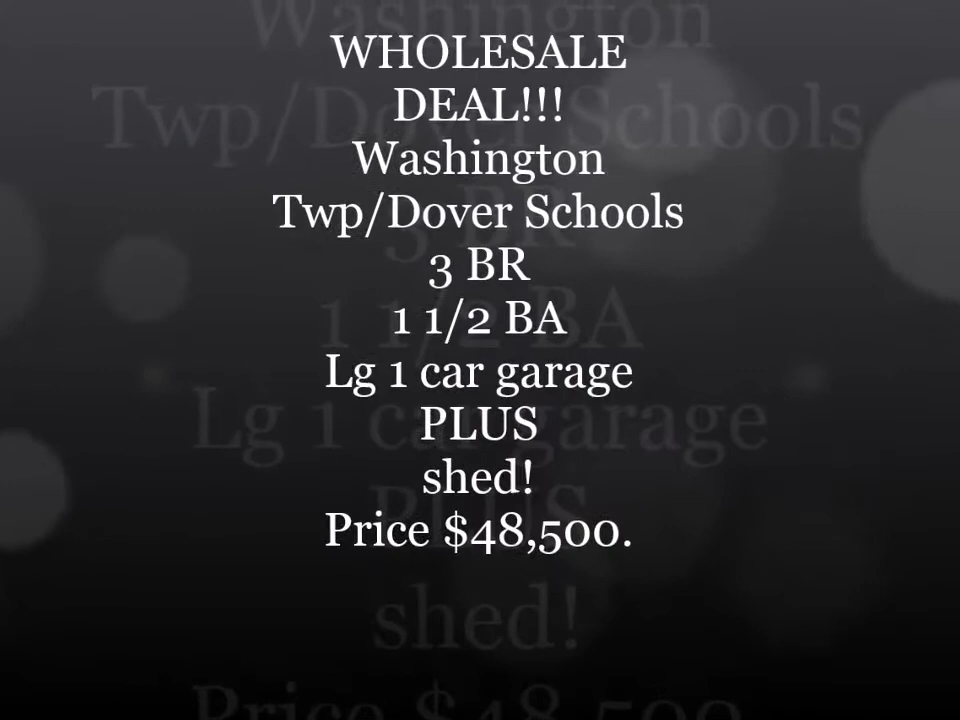 WHOLESALE
DEAL!!!
Washington
Twp/Dover Schools
3 BR
1 1/2 BA
Lg 1 car garage
PLUS
shed!
Price $48,500.